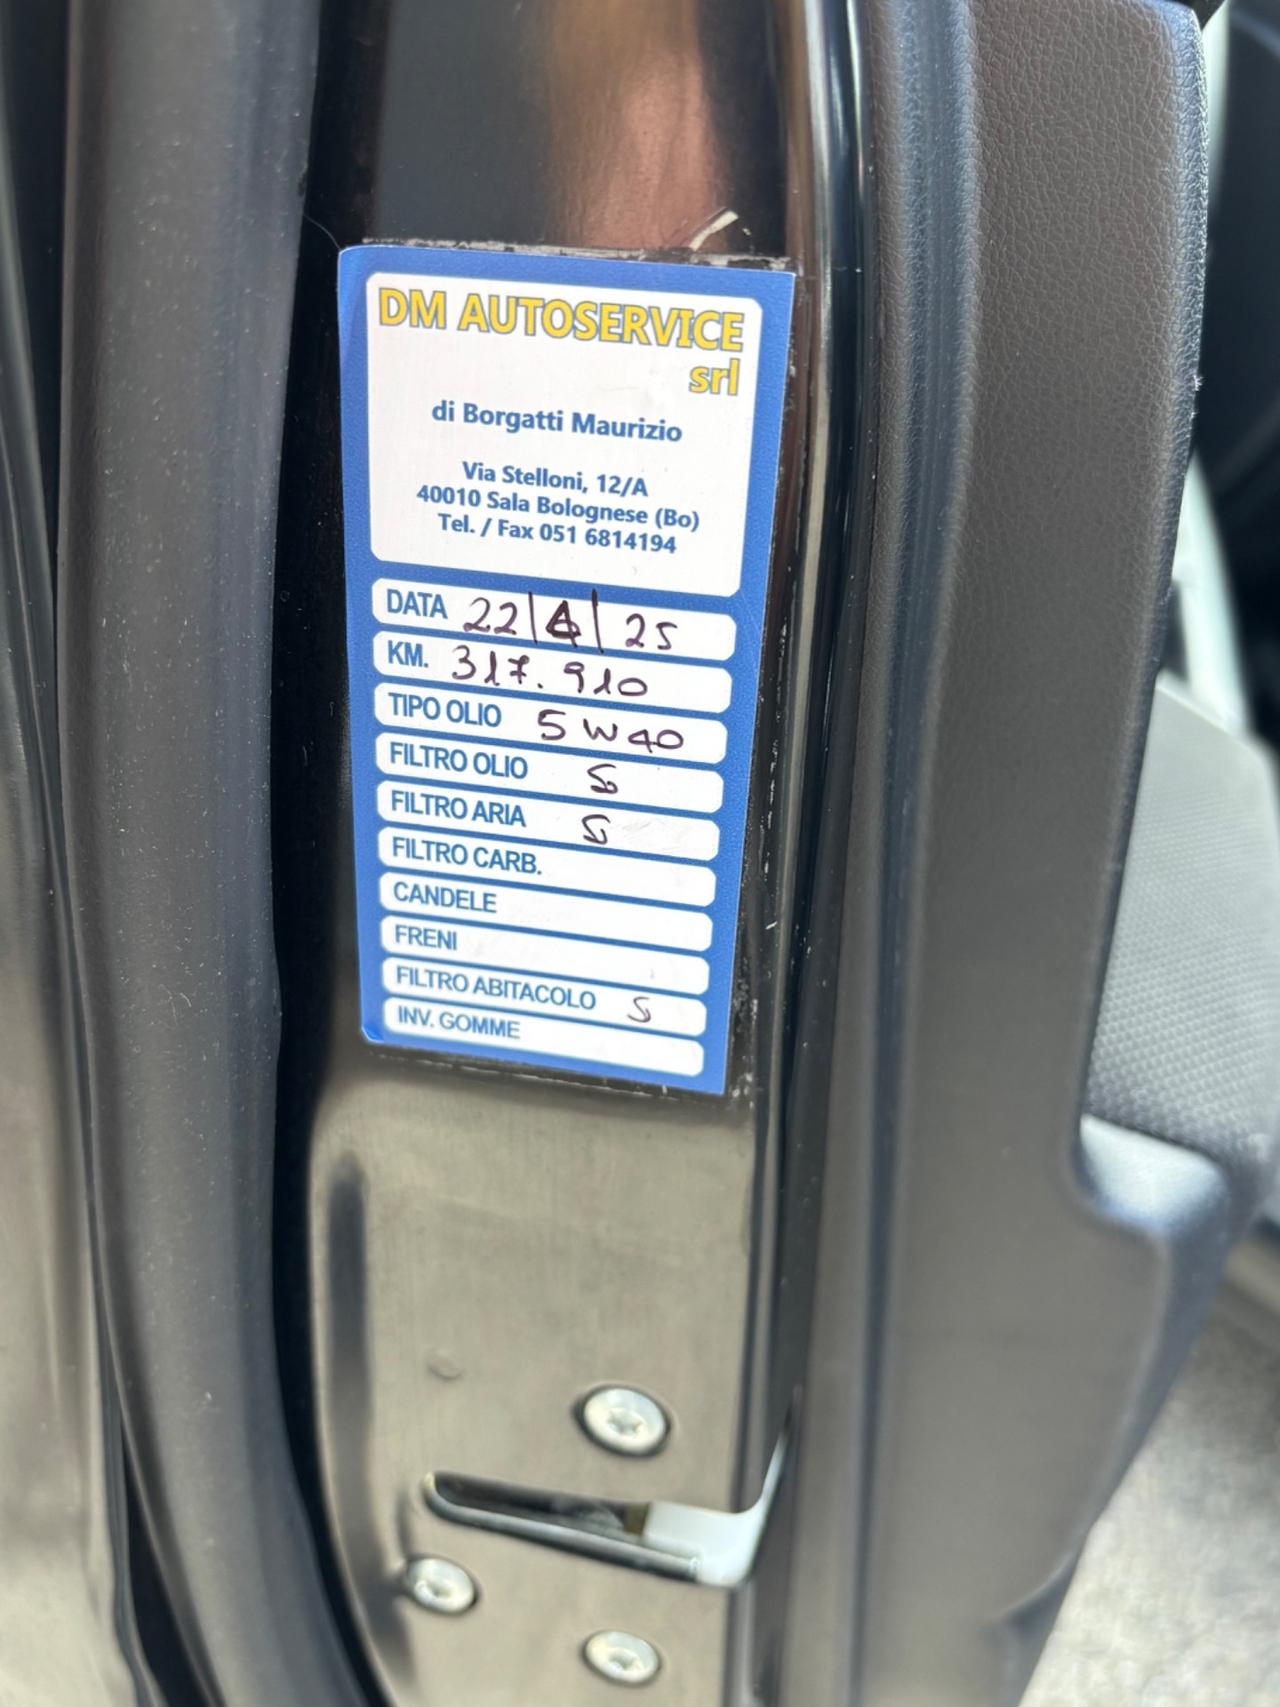 DM AUTOSERVICE
srl
di Borgatti Maurizio
Via Stelloni, 12/A
40010 Sala Bolognese (Bo)
Tel. / Fax 051 6814194
DATA 22/4/25
KM. 317.910
TIPO OLIO 5W40
FILTRO OLIO S
FILTRO ARIA S
FILTRO CARB.
CANDELE
FRENI
FILTRO ABITACOLO S
INV. GOMME